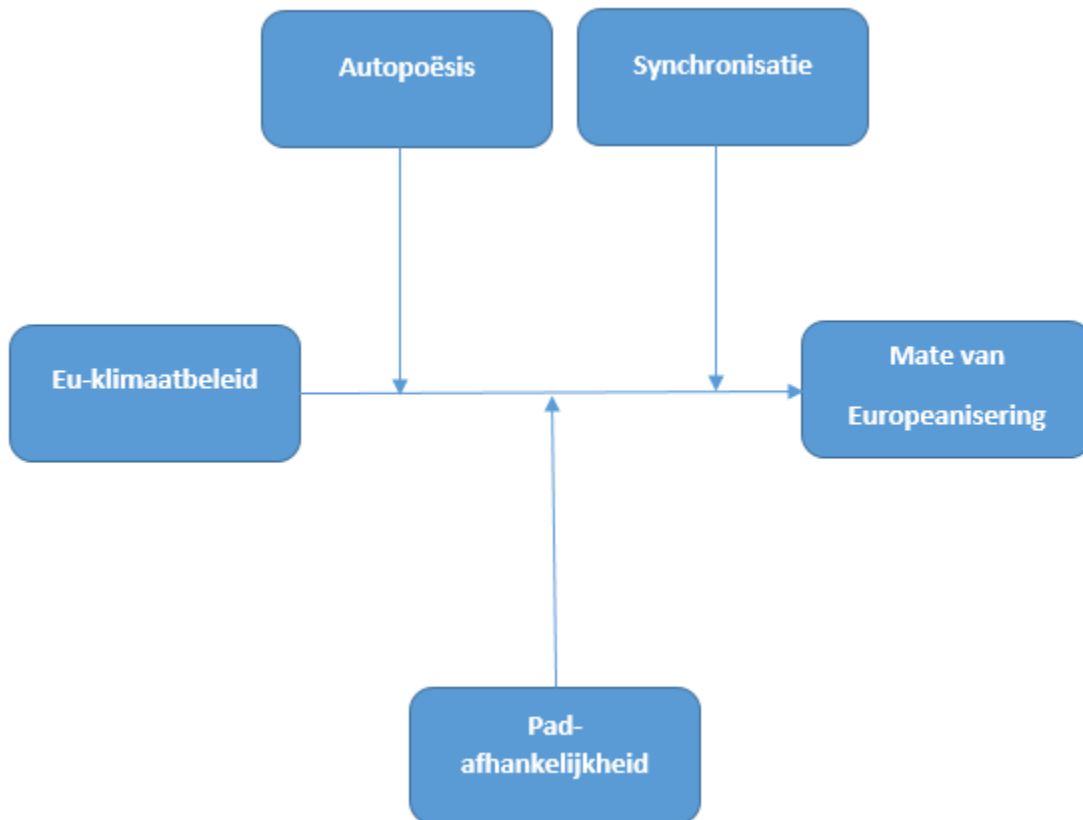 Autopoësis
Synchronisatie
Eu-klimaatbeleid
Mate van
Europeanisering
Pad-
afhankelijkheid